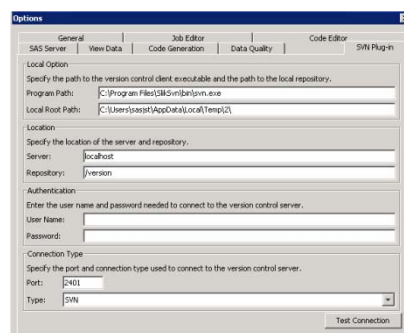 Options
General Job Editor Code Editor
SAS Server View Data Code Generation Data Quality SVN Plug-in
Local Option
Specify the path to the version control client executable and the path to the local repository.
Program Path: C:\Program Files\SlikSvn\bin\svn.exe
Local Root Path: C:\Users\sasjst\AppData\Local\Temp\2\
Location
Specify the location of the server and repository.
Server: localhost
Repository: /version
Authentication
Enter the user name and password needed to connect to the version control server.
User Name:
Password:
Connection Type
Specify the port and connection type used to connect to the version control server.
Port: 2401
Type: SVN
Test Connection